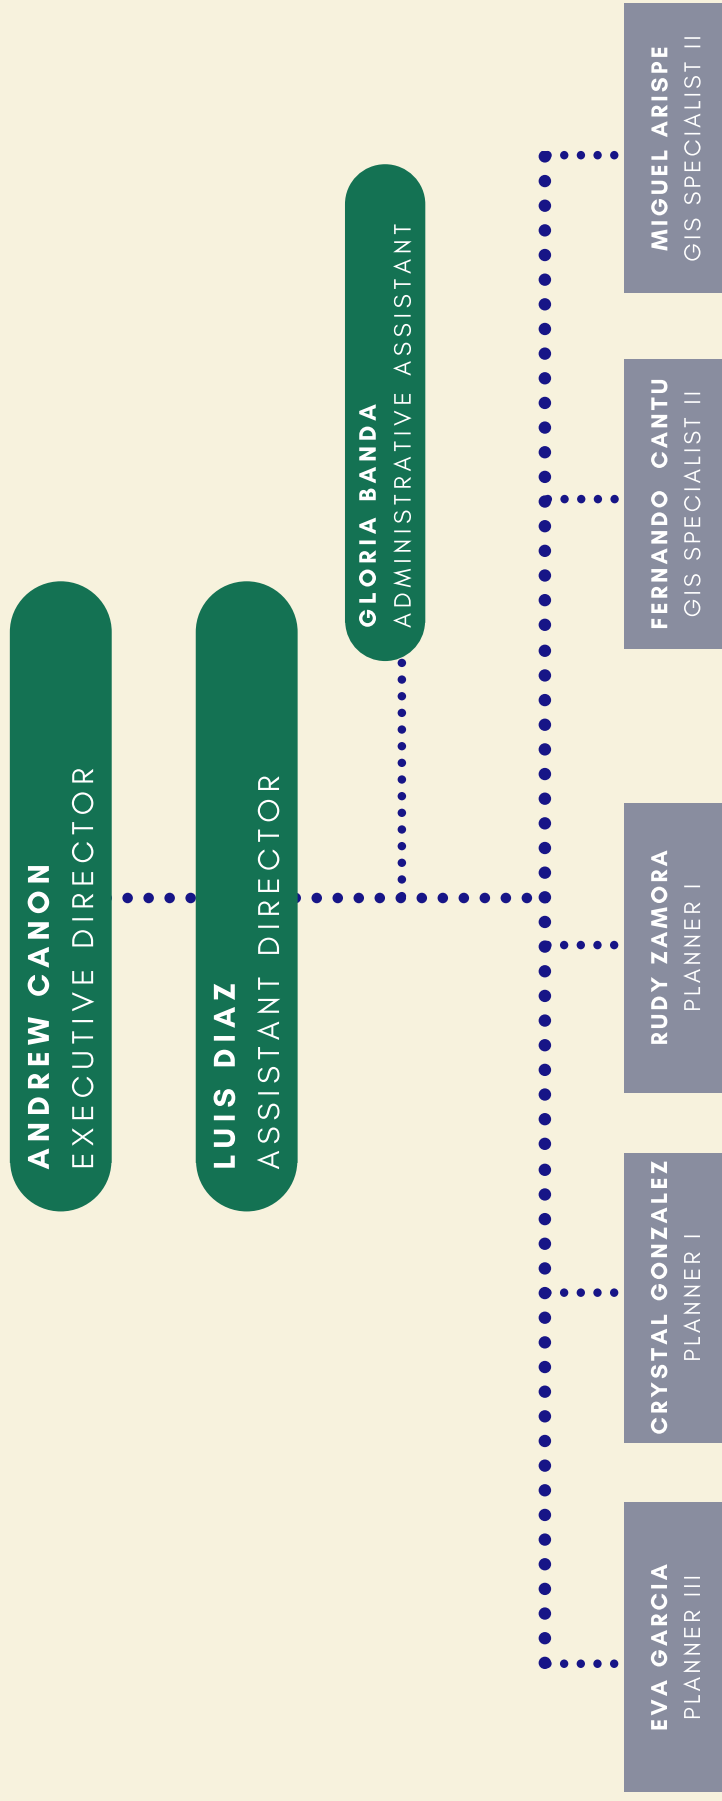 ANDREW CANON
EXECUTIVE DIRECTOR
LUIS DIAZ
ASSISTANT DIRECTOR
GLORIA BANDA
ADMINISTRATIVE ASSISTANT
EVA GARCIA
PLANNER III
CRYSTAL GONZALEZ
PLANNER I
RUDY ZAMORA
PLANNER I
FERNANDO CANTU
GIS SPECIALIST II
MIGUEL ARISPE
GIS SPECIALIST II